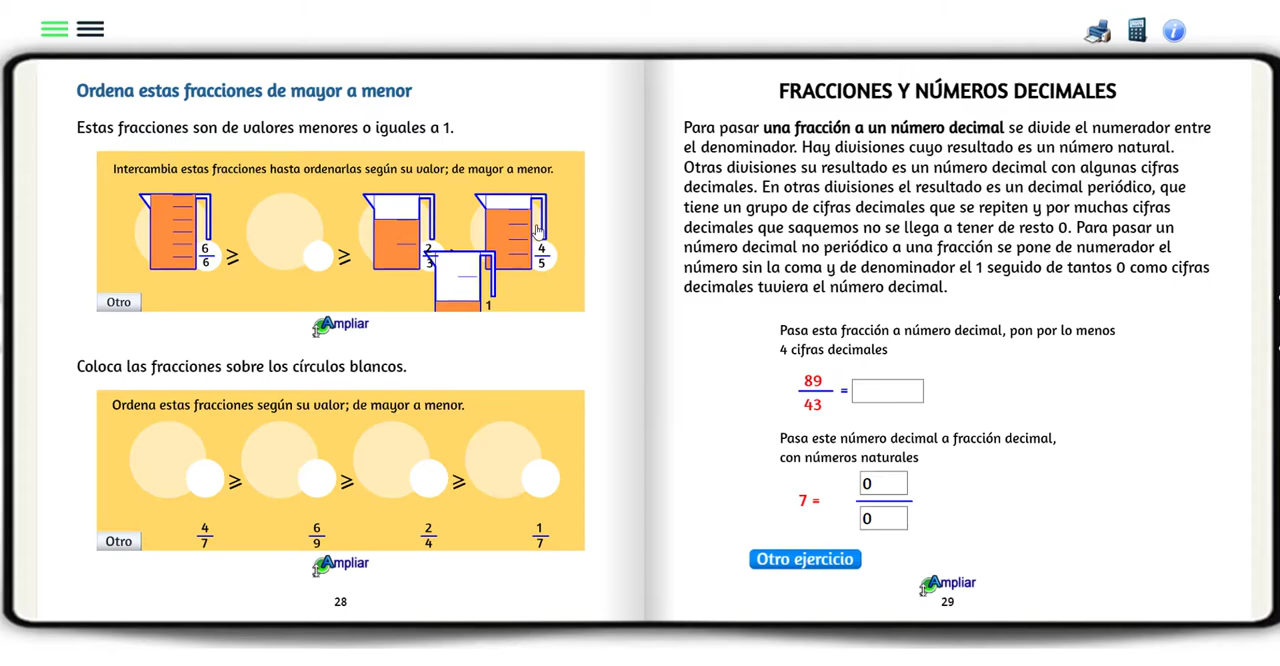 Ordena estas fracciones de mayor a menor
Estas fracciones son de valores menores o iguales a 1.
Intercambia estas fracciones hasta ordenarlas según su valor; de mayor a menor.
6
6
≥
≥
2
3
4
5
1
Otro
Ampliar
Coloca las fracciones sobre los círculos blancos.
Ordena estas fracciones según su valor; de mayor a menor.
≥ ≥ ≥
4 6 2 1
7 9 4 7
Otro
Ampliar
28
FRACCIONES Y NÚMEROS DECIMALES
Para pasar una fracción a un número decimal se divide el numerador entre
el denominador. Hay divisiones cuyo resultado es un número natural.
Otras divisiones su resultado es un número decimal con algunas cifras
decimales. En otras divisiones el resultado es un decimal periódico, que
tiene un grupo de cifras decimales que se repiten y por muchas cifras
decimales que saquemos no se llega a tener de resto 0. Para pasar un
número decimal no periódico a una fracción se pone de numerador el
número sin la coma y de denominador el 1 seguido de tantos 0 como cifras
decimales tuviera el número decimal.
Pasa esta fracción a número decimal, pon por lo menos
4 cifras decimales
89
43
=
Pasa este número decimal a fracción decimal,
con números naturales
7 =
0
0
Otro ejercicio
Ampliar
29